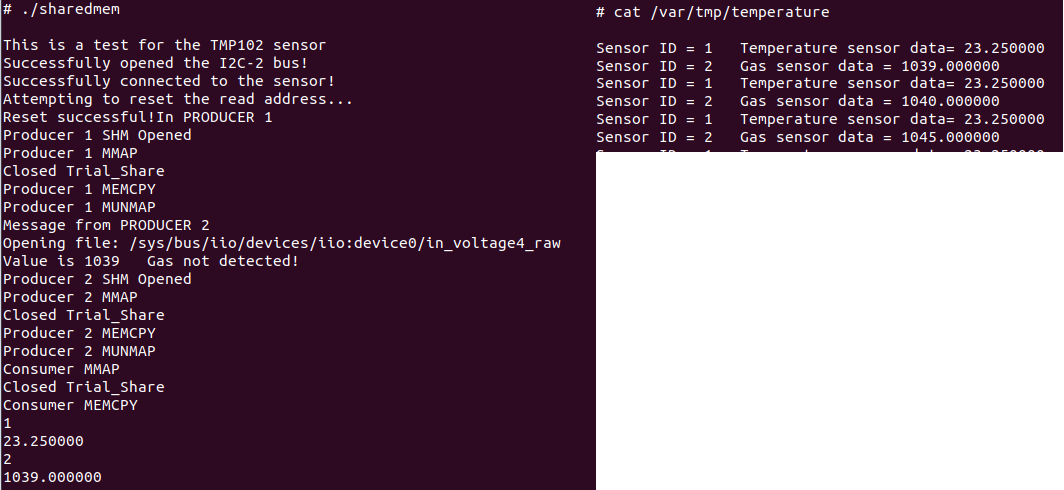 # ./sharedmem
This is a test for the TMP102 sensor
Successfully opened the I2C-2 bus!
Successfully connected to the sensor!
Attempting to reset the read address...
Reset successful!In PRODUCER 1
Producer 1 SHM Opened
Producer 1 MMAP
Closed Trial_Share
Producer 1 MEMCPY
Producer 1 MUNMAP
Message from PRODUCER 2
Opening file: /sys/bus/iio/devices/iio:device0/in_voltage4_raw
Value is 1039   Gas not detected!
Producer 2 SHM Opened
Producer 2 MMAP
Closed Trial_Share
Producer 2 MEMCPY
Producer 2 MUNMAP
Consumer MMAP
Closed Trial_Share
Consumer MEMCPY
1
23.250000
2
1039.000000
# cat /var/tmp/temperature
Sensor ID = 1   Temperature sensor data= 23.250000
Sensor ID = 2   Gas sensor data = 1039.000000
Sensor ID = 1   Temperature sensor data= 23.250000
Sensor ID = 2   Gas sensor data = 1040.000000
Sensor ID = 1   Temperature sensor data= 23.250000
Sensor ID = 2   Gas sensor data = 1045.000000